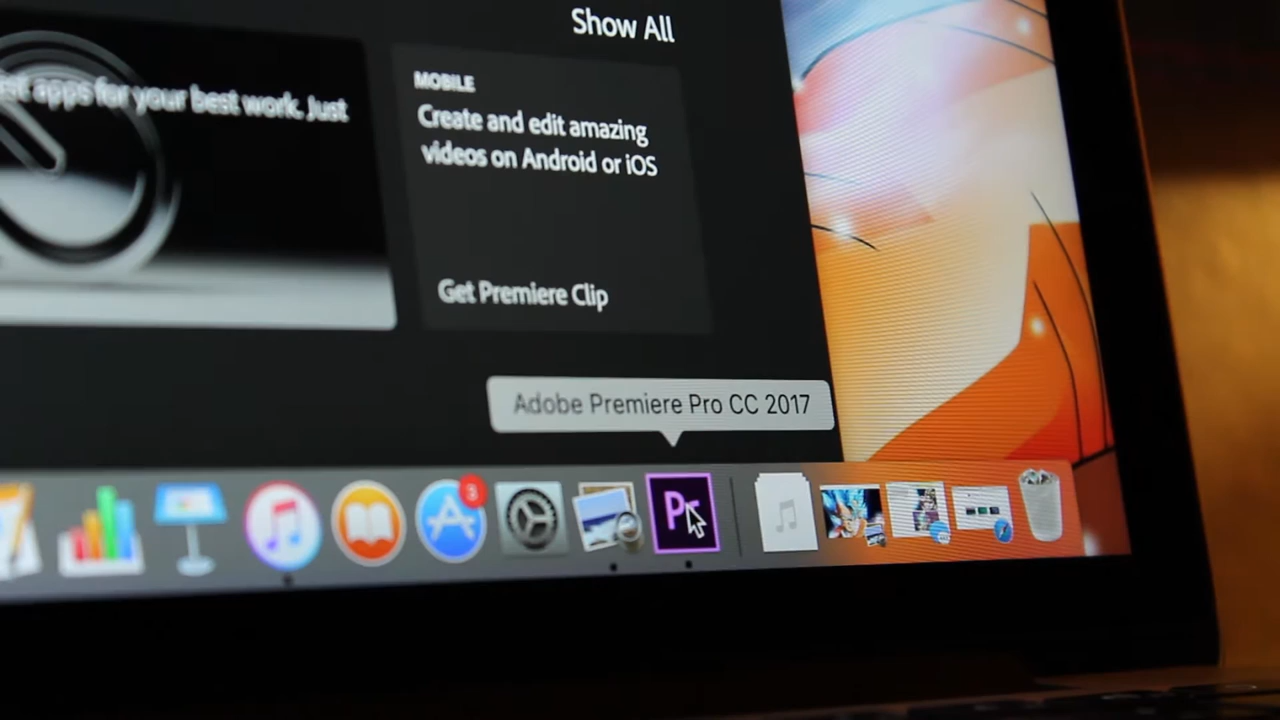 Show All
apps for your best work. Just
MOBILE
Create and edit amazing
videos on Android or iOS
Get Premiere Clip
Adobe Premiere Pro CC 2017
3
Pr